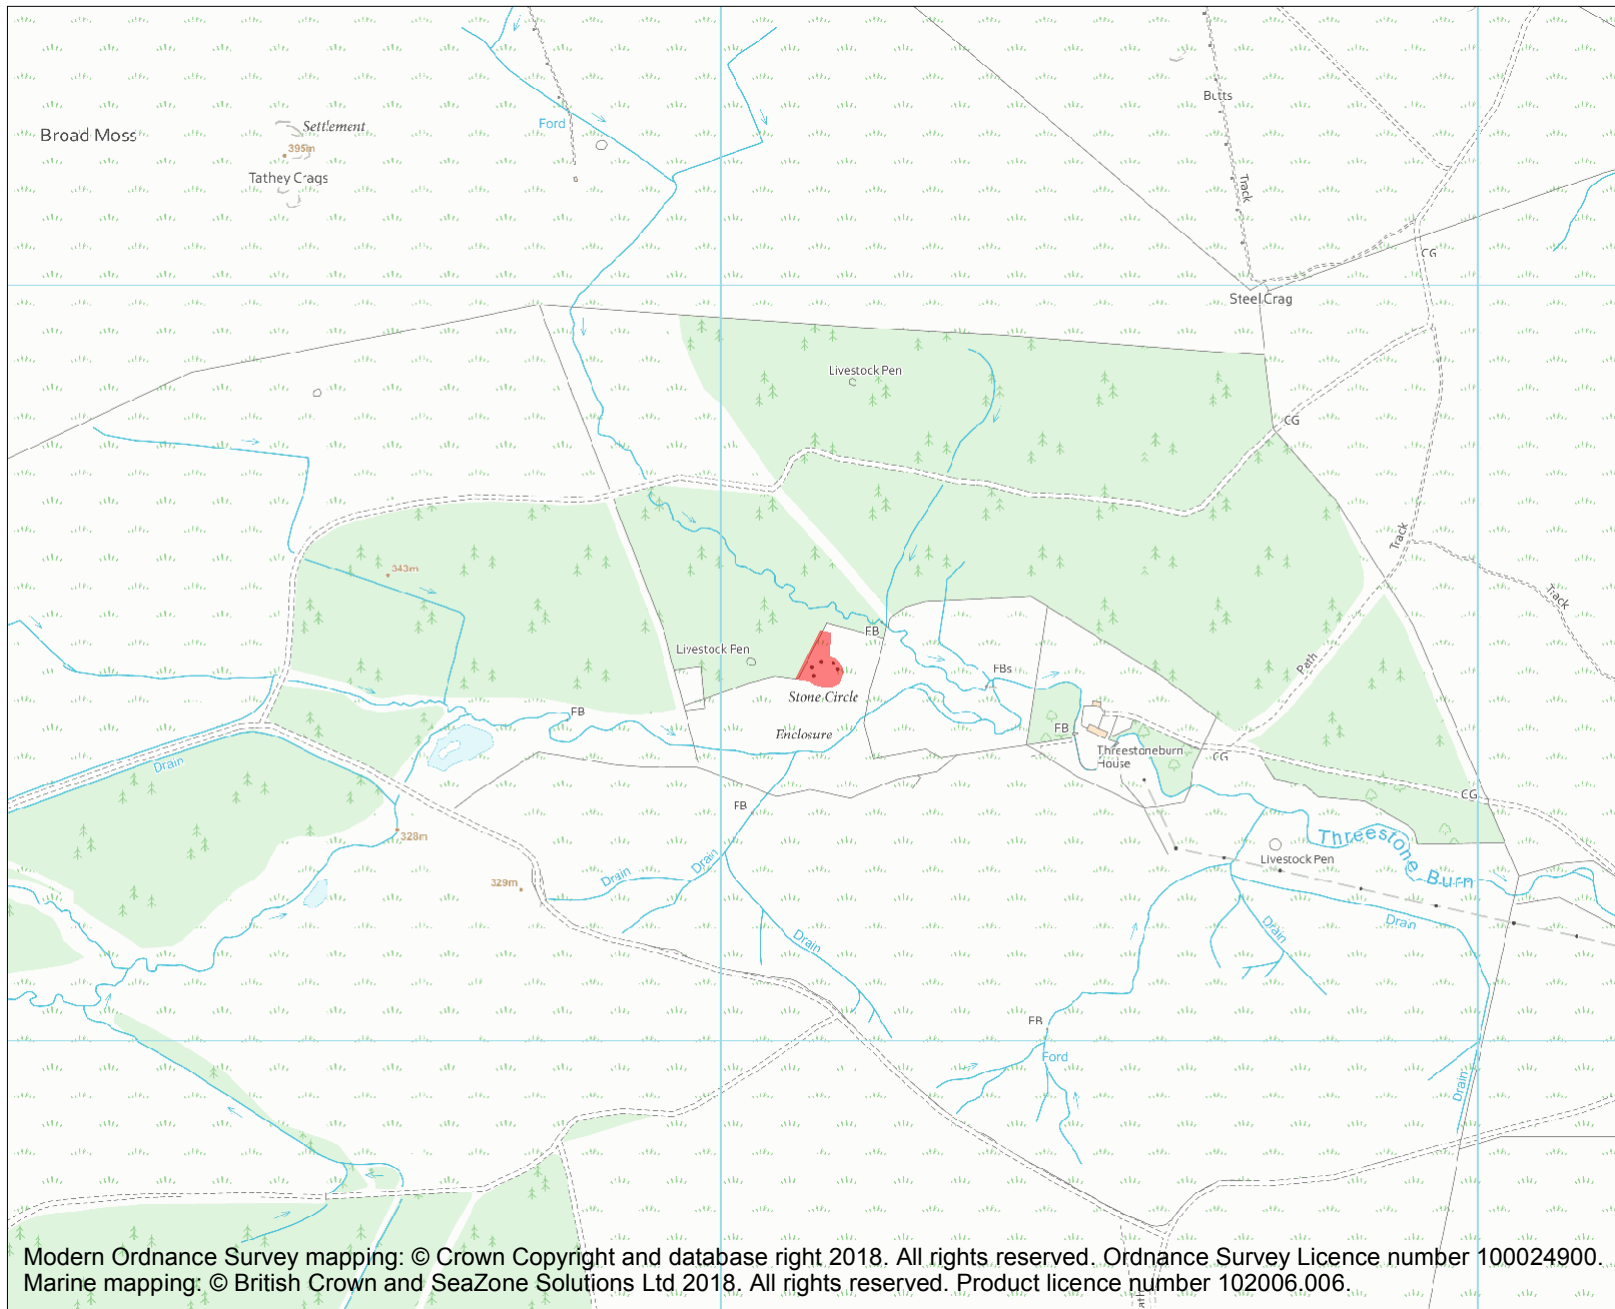 Butts
Ford
Settlement
Broad Moss
395m
Tathey Crags
Track
CG
Steel Crag
Livestock Pen
CG
Track
343m
Track
FB
Livestock Pen
Path
FBs
Stone Circle
FB
FB
Enclosure
Threestoneburn
House
CG
Drain
CG
FB
328m
Threestone Burn
Livestock Pen
Drain
Drain
329m
Drain
Drain
Drain
FB
Ford
Drain
Modern Ordnance Survey mapping: © Crown Copyright and database right 2018. All rights reserved. Ordnance Survey Licence number 100024900.
Marine mapping: © British Crown and SeaZone Solutions Ltd 2018. All rights reserved. Product licence number 102006.006.